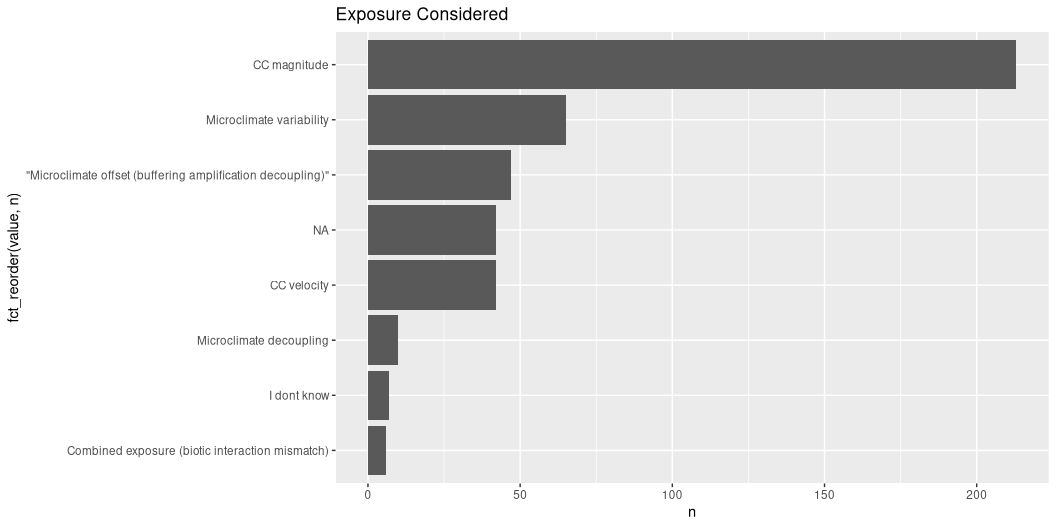 Exposure Considered
CC magnitude
Microclimate variability
"Microclimate offset (buffering amplification decoupling)"
NA
CC velocity
Microclimate decoupling
I dont know
Combined exposure (biotic interaction mismatch)
fct_reorder(value, n)
0 50 100 150 200
n